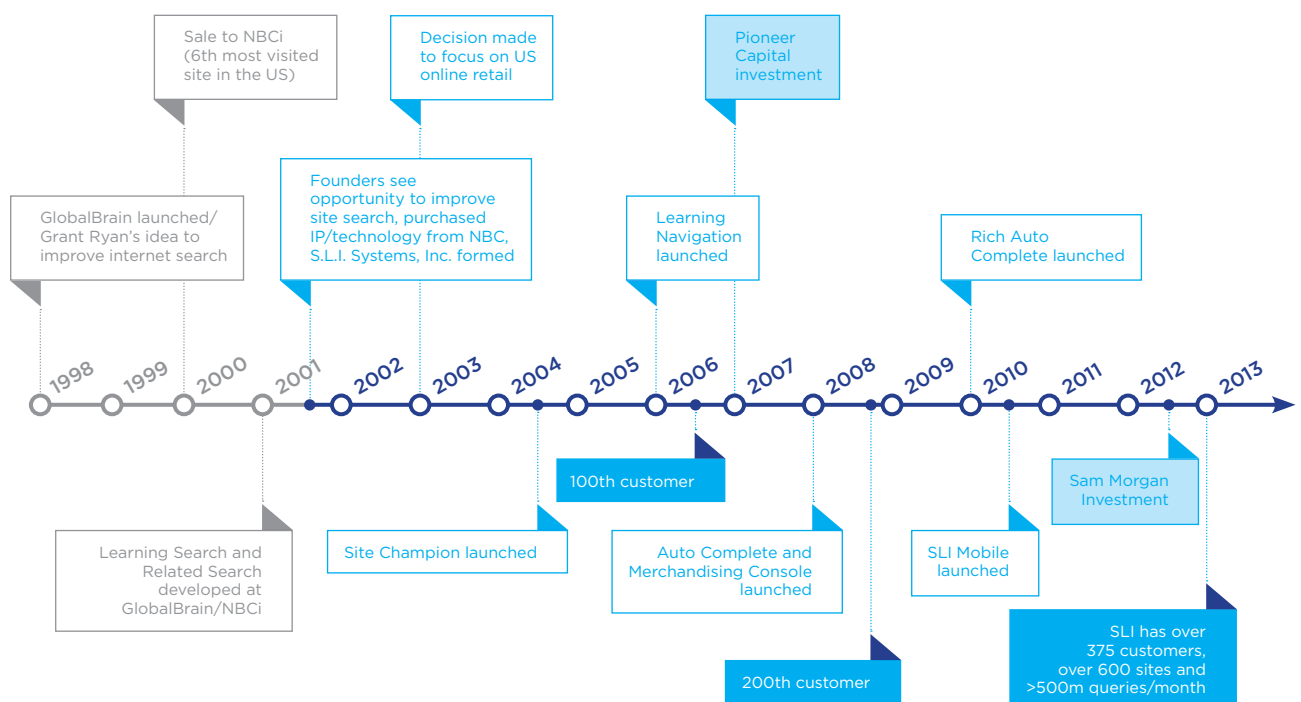 Sale to NBCi
(6th most visited
site in the US)
Decision made
to focus on US
online retail
Pioneer
Capital
investment
GlobalBrain launched/
Grant Ryan’s idea to
improve internet search
Founders see
opportunity to improve
site search, purchased
IP/technology from NBC,
S.L.I. Systems, Inc. formed
Learning
Navigation
launched
Rich Auto
Complete launched
1998
1999
2000
2001
2002
2003
2004
2005
2006
2007
2008
2009
2010
2011
2012
2013
100th customer
Sam Morgan
Investment
Learning Search and
Related Search
developed at
GlobalBrain/NBCi
Site Champion launched
Auto Complete and
Merchandising Console
launched
SLI Mobile
launched
200th customer
SLI has over
375 customers,
over 600 sites and
>500m queries/month